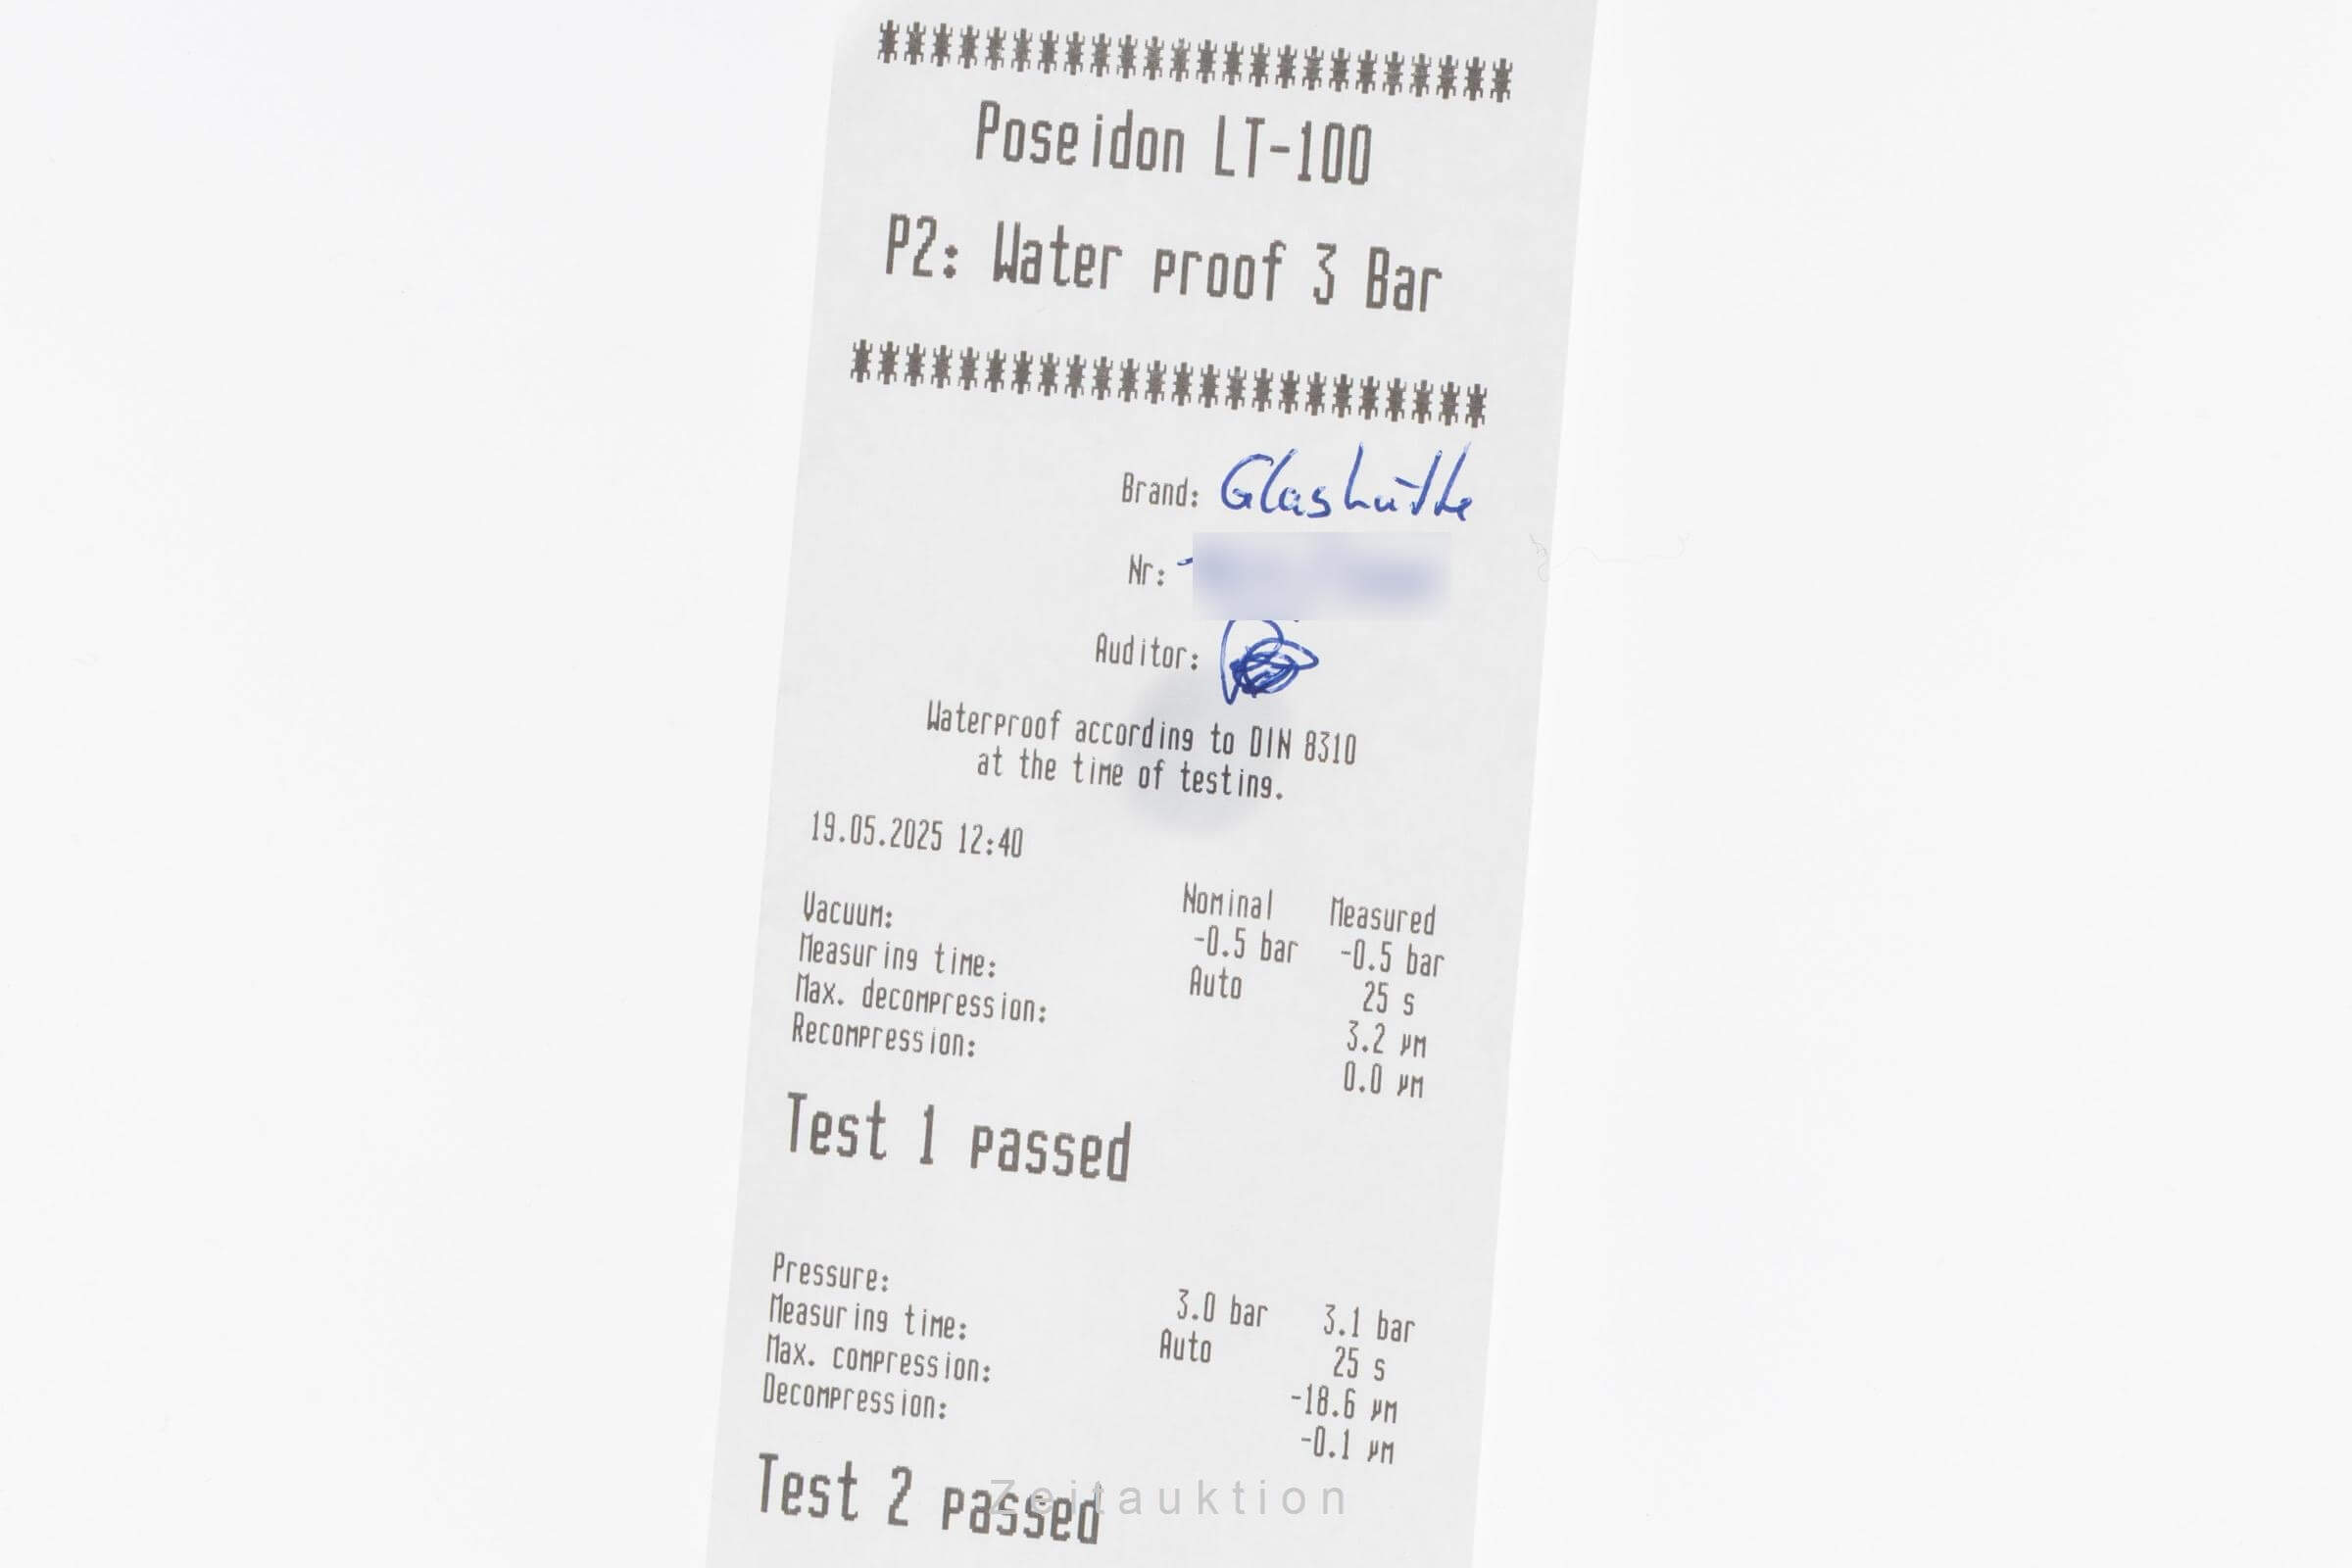 ************************
Poseidon LT-100
P2: Water proof 3 Bar
************************
Brand: Glashütte
Nr:
Auditor:
Waterproof according to DIN 8310
at the time of testing.
19.05.2025 12:40
Nominal Measured
Vacuum: -0.5 bar -0.5 bar
Measuring time: Auto 25 s
Max. decompression: 3.2 µm
Recompression: 0.0 µm
Test 1 passed
Pressure: 3.0 bar 3.1 bar
Measuring time: Auto 25 s
Max. compression: -18.6 µm
Decompression: -0.1 µm
Test 2 passed
Zeitauktion